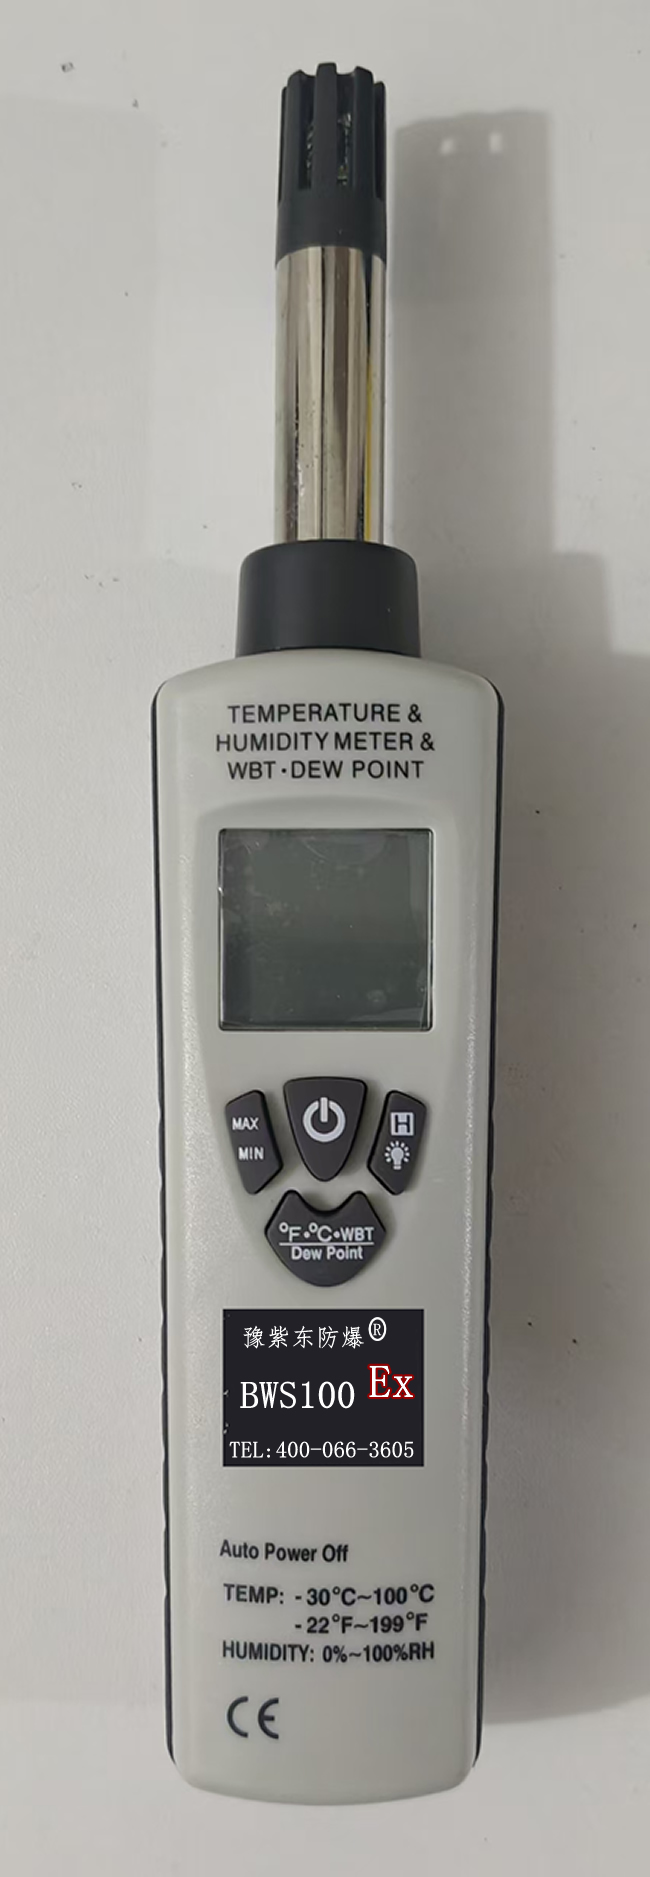 TEMPERATURE &
HUMIDITY METER &
WBT·DEW POINT
MAX
MIN
H
°F·°C·WBT
Dew Point
豫紫东防爆®
BWS100 Ex
TEL:400-066-3605
Auto Power Off
TEMP: -30°C~100°C
-22°F~199°F
HUMIDITY: 0%~100%RH
CE